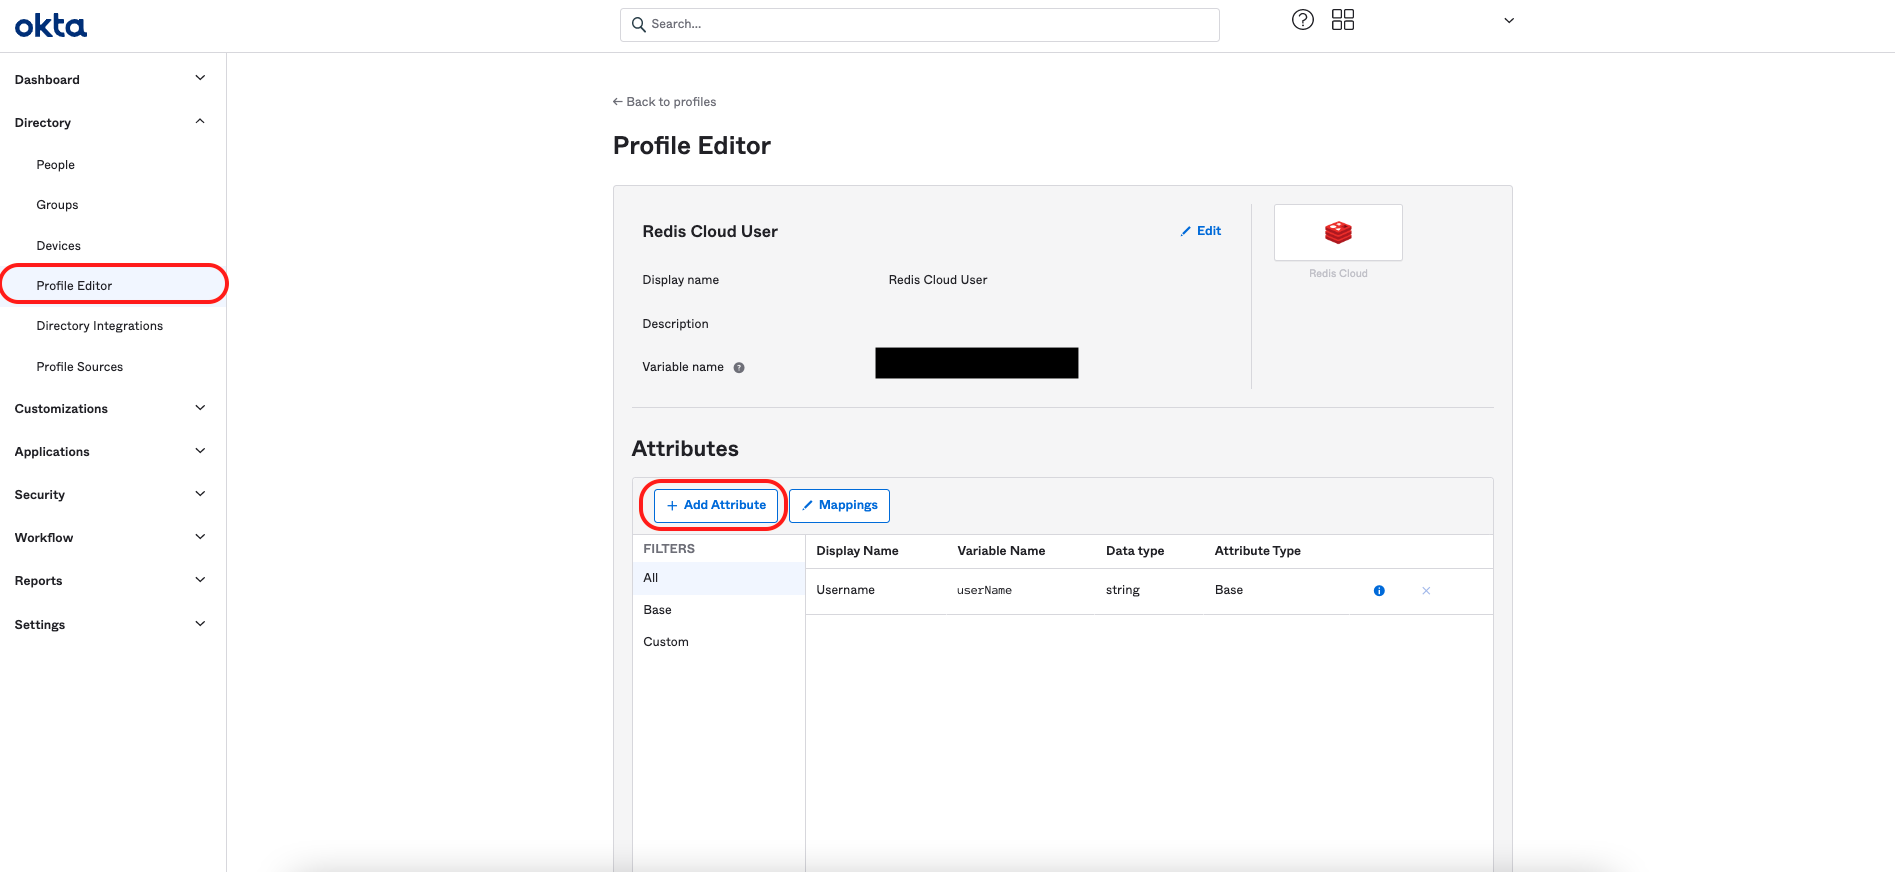 okta
Search...
Dashboard
Directory
People
Groups
Devices
Profile Editor
Directory Integrations
Profile Sources
Customizations
Applications
Security
Workflow
Reports
Settings
← Back to profiles
Profile Editor
Redis Cloud User
Edit
Display name Redis Cloud User
Description
Variable name
Redis Cloud
Attributes
+ Add Attribute
Mappings
FILTERS
All
Base
Custom
Display Name Variable Name Data type Attribute Type
Username userName string Base